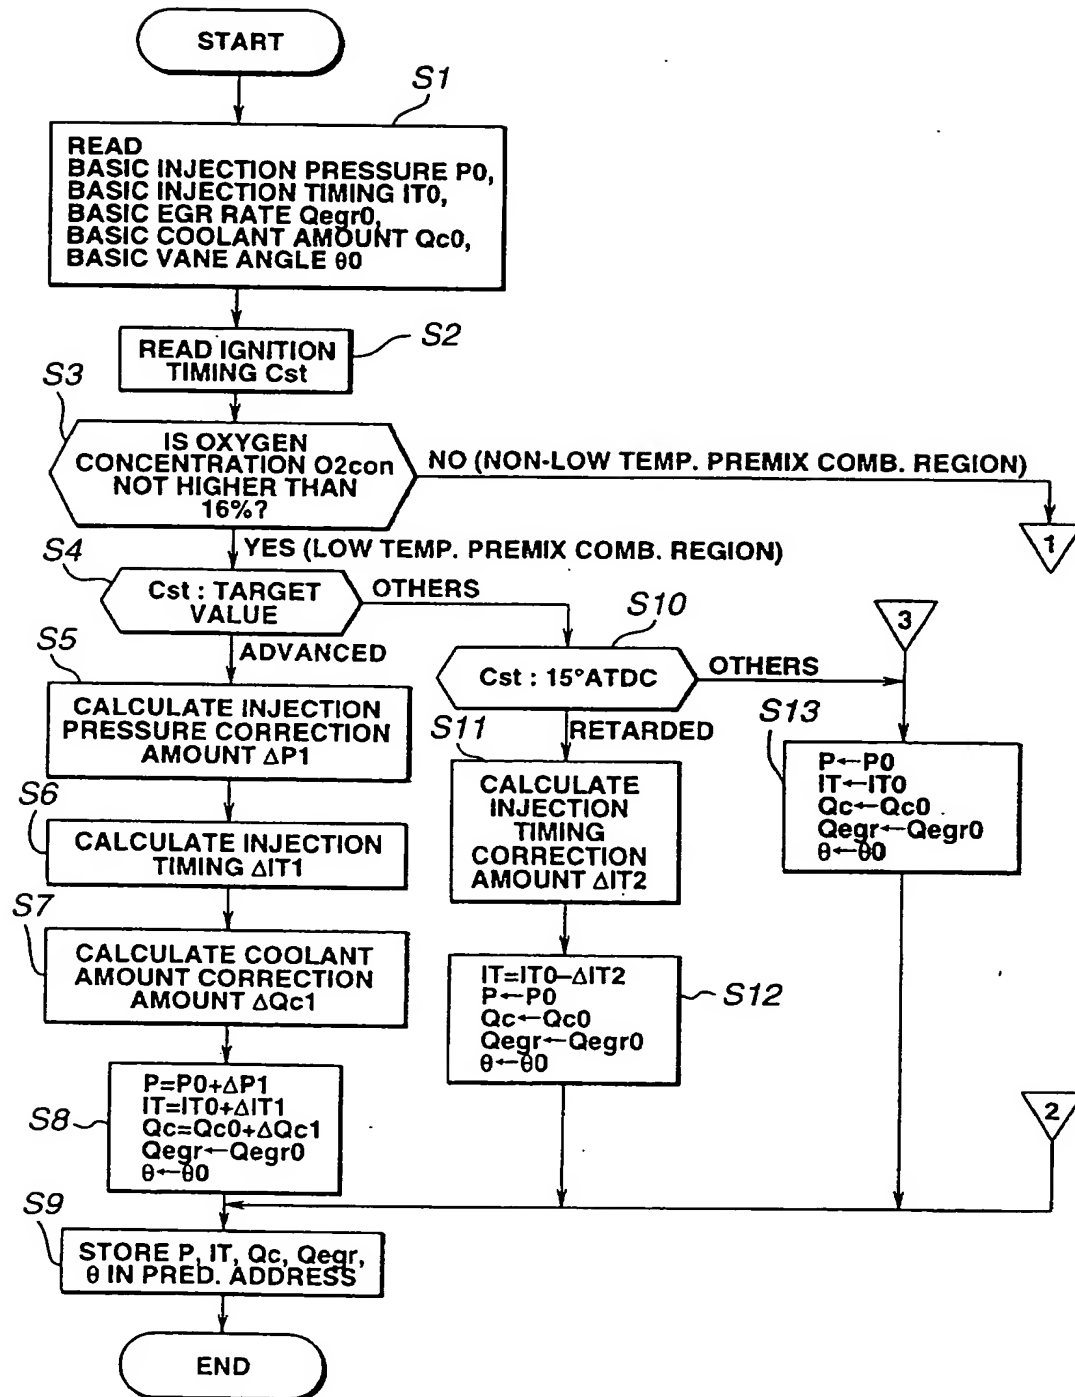 START
S1
READ
BASIC INJECTION PRESSURE P0,
BASIC INJECTION TIMING IT0,
BASIC EGR RATE Qegr0,
BASIC COOLANT AMOUNT Qc0,
BASIC VANE ANGLE θ0
S2
READ IGNITION
TIMING Cst
S3
IS OXYGEN
CONCENTRATION O2con
NOT HIGHER THAN
16%?
NO (NON-LOW TEMP. PREMIX COMB. REGION)
1
YES (LOW TEMP. PREMIX COMB. REGION)
S4
Cst : TARGET
VALUE
OTHERS
ADVANCED
S10
Cst : 15°ATDC
OTHERS
RETARDED
3
S5
CALCULATE INJECTION
PRESSURE CORRECTION
AMOUNT ΔP1
S6
CALCULATE INJECTION
TIMING ΔIT1
S7
CALCULATE COOLANT
AMOUNT CORRECTION
AMOUNT ΔQc1
S8
P=P0+ΔP1
IT=IT0+ΔIT1
Qc=Qc0+ΔQc1
Qegr←Qegr0
θ←θ0
S11
CALCULATE
INJECTION
TIMING
CORRECTION
AMOUNT ΔIT2
S12
IT=IT0−ΔIT2
P←P0
Qc←Qc0
Qegr←Qegr0
θ←θ0
S13
P←P0
IT←IT0
Qc←Qc0
Qegr←Qegr0
θ←θ0
2
S9
STORE P, IT, Qc, Qegr,
θ IN PRED. ADDRESS
END